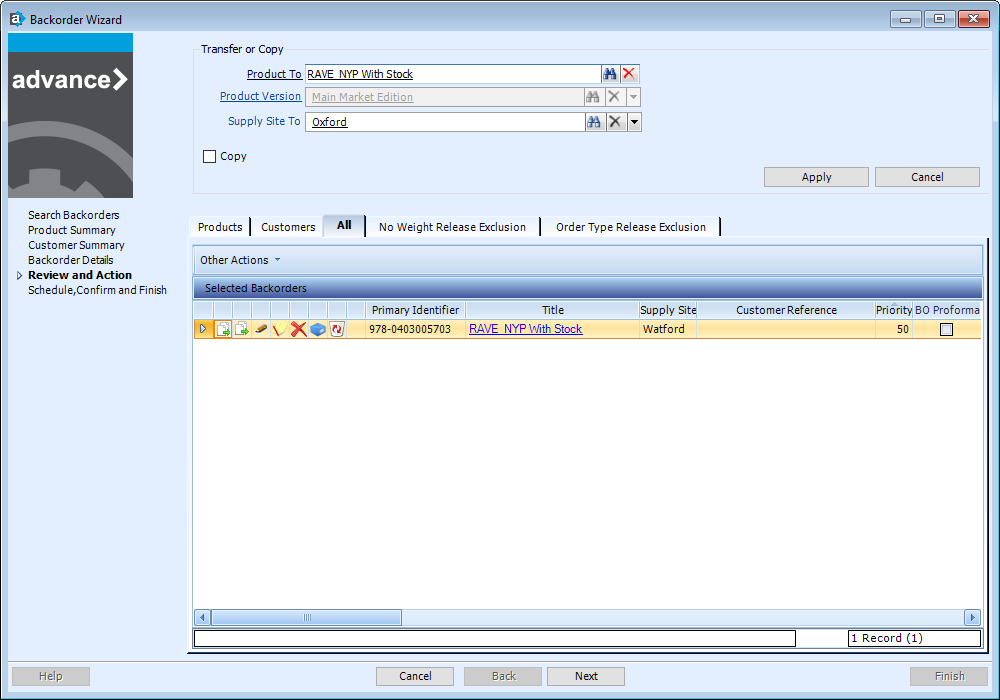 Backorder Wizard
advance
Transfer or Copy
Product To RAVE NYP With Stock
Product Version Main Market Edition
Supply Site To Oxford
Copy
Apply Cancel
Search Backorders
Product Summary
Customer Summary
Backorder Details
Review and Action
Schedule,Confirm and Finish
Products Customers All No Weight Release Exclusion Order Type Release Exclusion
Other Actions
Selected Backorders
Primary Identifier Title Supply Site Customer Reference Priority BO Proforma
978-0403005703 RAVE NYP With Stock Watford 50
1 Record (1)
Help Cancel Back Next Finish